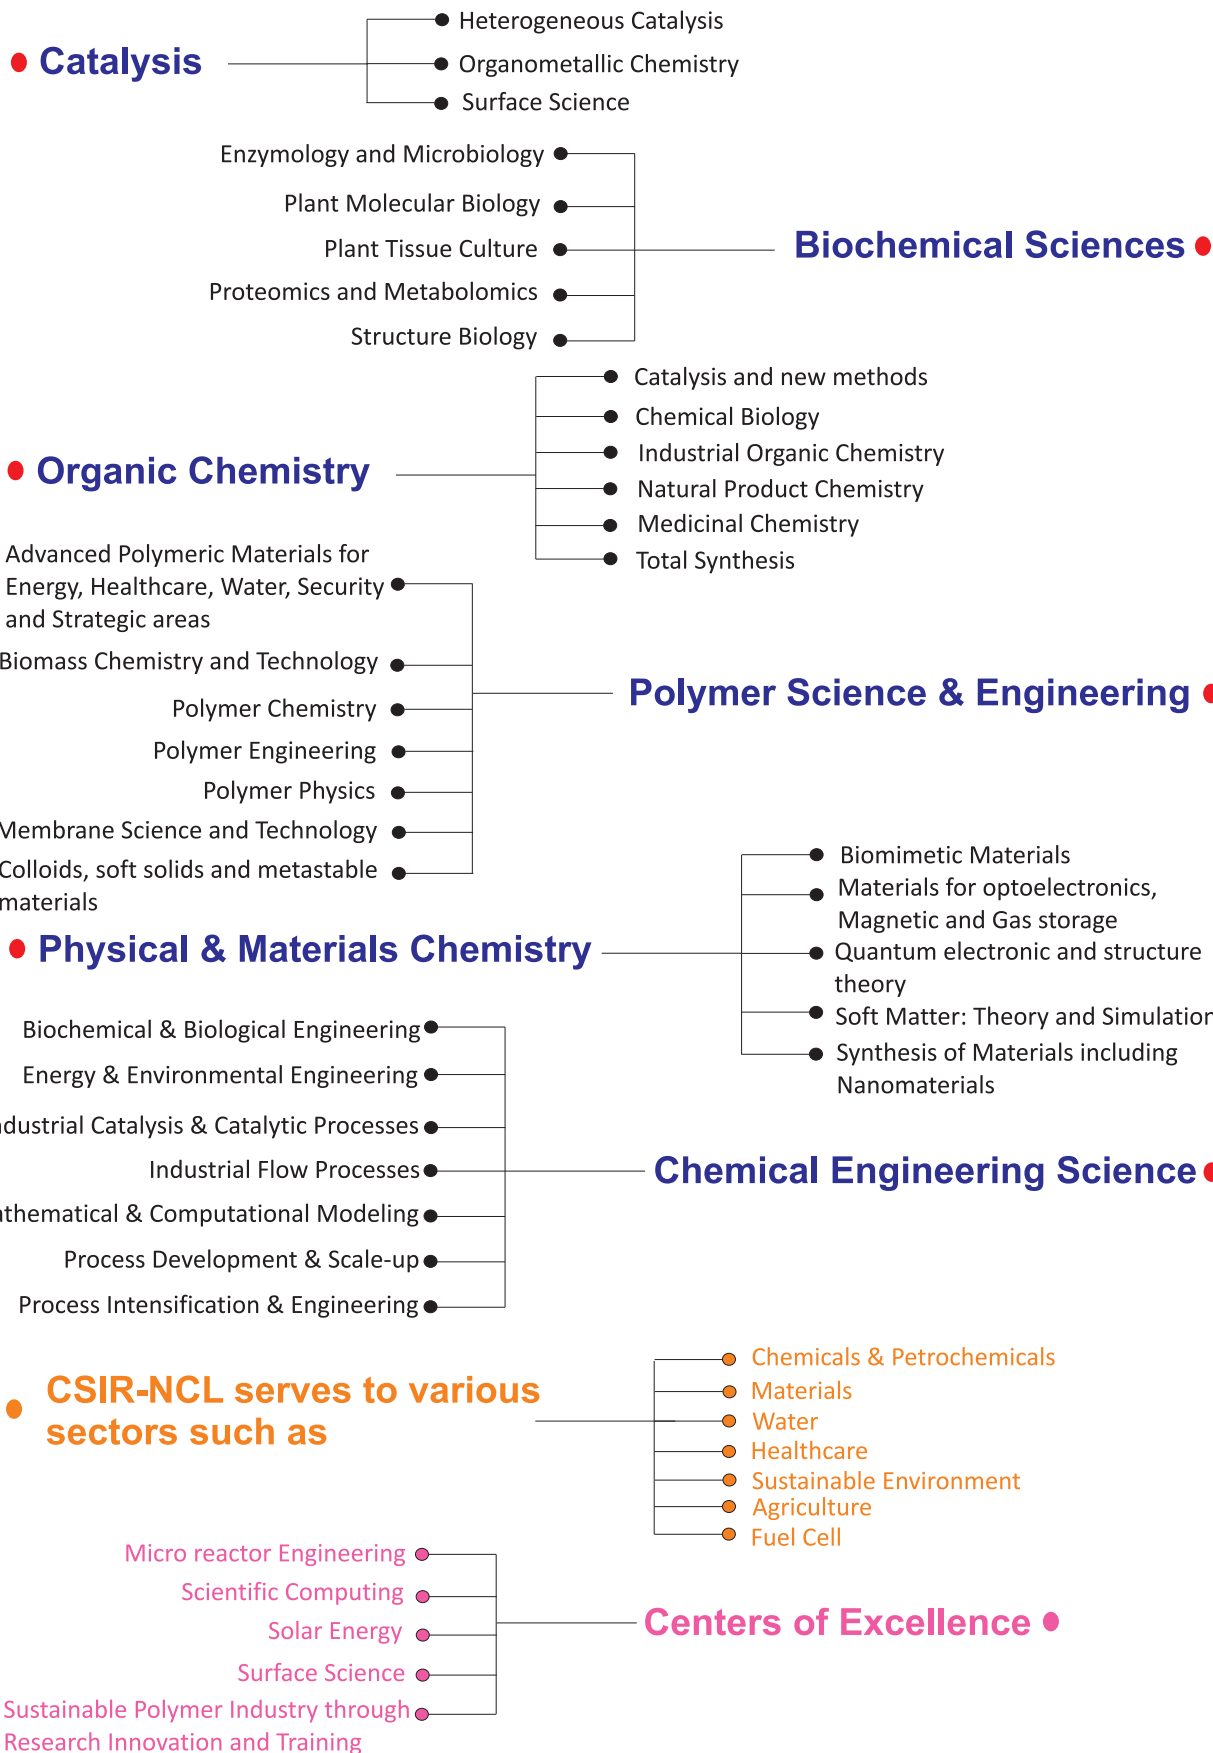 Catalysis
Heterogeneous Catalysis
Organometallic Chemistry
Surface Science
Enzymology and Microbiology
Plant Molecular Biology
Plant Tissue Culture
Proteomics and Metabolomics
Structure Biology
Biochemical Sciences
Organic Chemistry
Catalysis and new methods
Chemical Biology
Industrial Organic Chemistry
Natural Product Chemistry
Medicinal Chemistry
Total Synthesis
Advanced Polymeric Materials for
Energy, Healthcare, Water, Security
and Strategic areas
Biomass Chemistry and Technology
Polymer Chemistry
Polymer Engineering
Polymer Physics
Membrane Science and Technology
Colloids, soft solids and metastable
materials
Polymer Science & Engineering
Physical & Materials Chemistry
Biomimetic Materials
Materials for optoelectronics,
Magnetic and Gas storage
Quantum electronic and structure
theory
Soft Matter: Theory and Simulation
Synthesis of Materials including
Nanomaterials
Biochemical & Biological Engineering
Energy & Environmental Engineering
ndustrial Catalysis & Catalytic Processes
Industrial Flow Processes
athematical & Computational Modeling
Process Development & Scale-up
Process Intensification & Engineering
Chemical Engineering Science
CSIR-NCL serves to various
sectors such as
Chemicals & Petrochemicals
Materials
Water
Healthcare
Sustainable Environment
Agriculture
Fuel Cell
Micro reactor Engineering
Scientific Computing
Solar Energy
Surface Science
Sustainable Polymer Industry through
Research Innovation and Training
Centers of Excellence